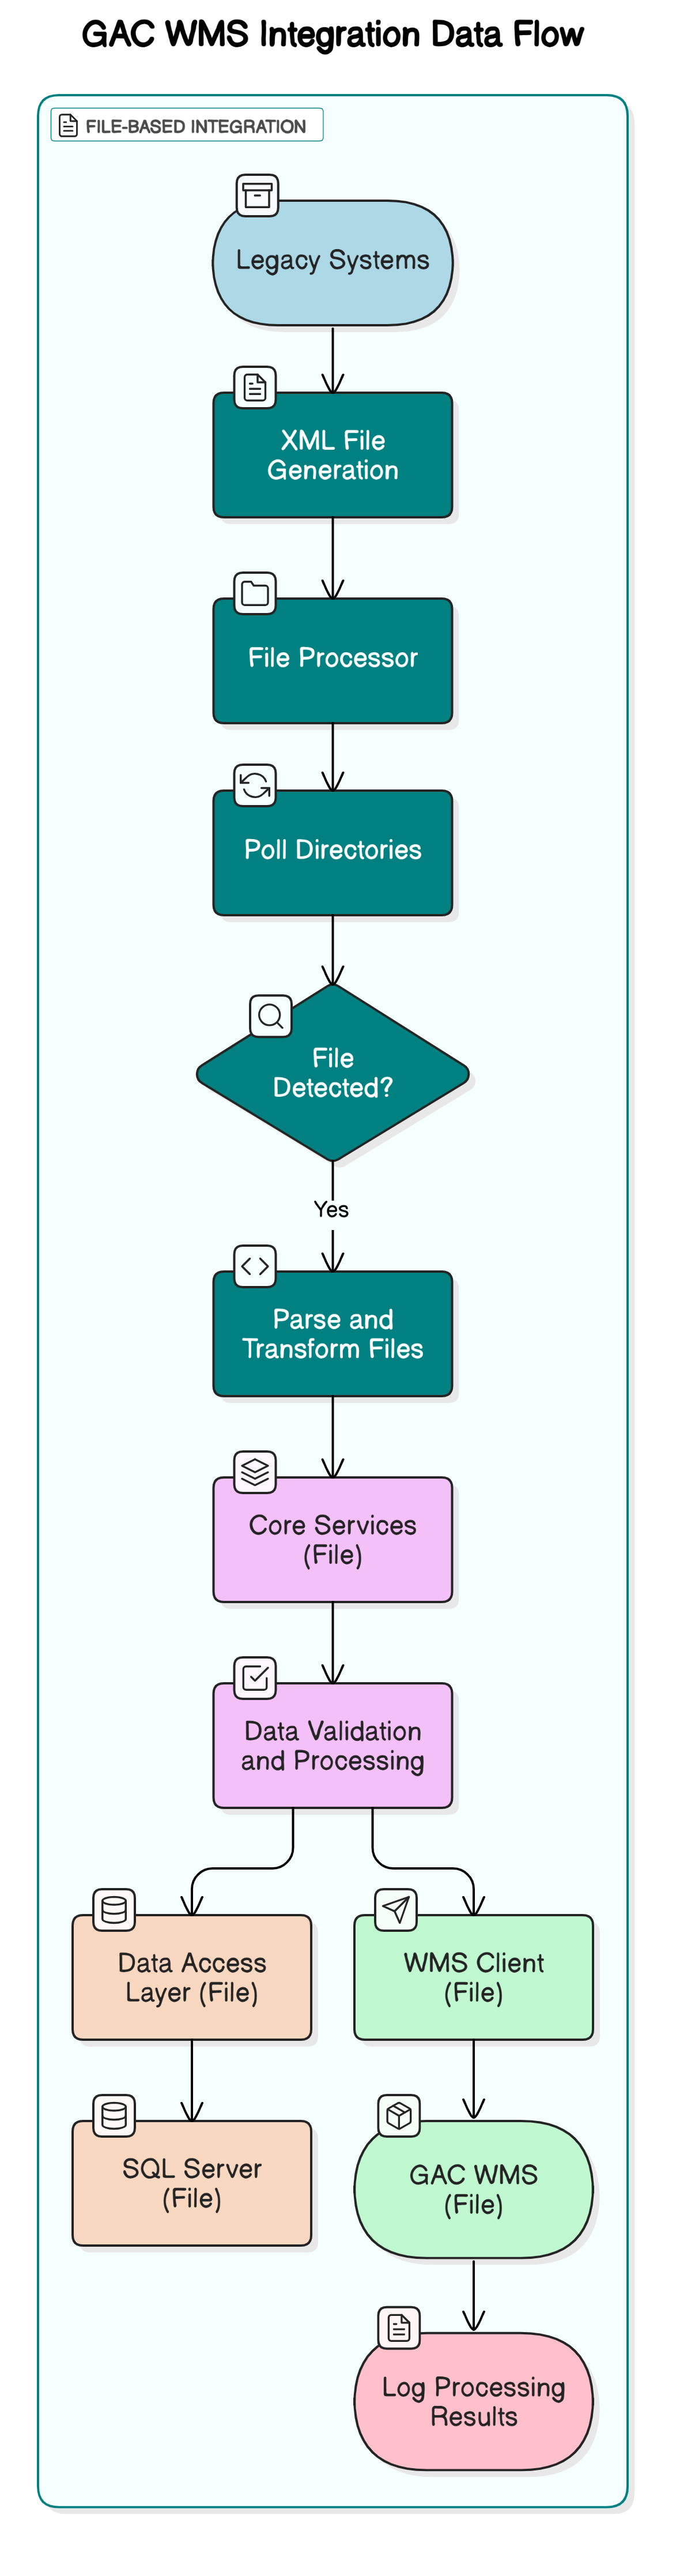 GAC WMS Integration Data Flow
FILE-BASED INTEGRATION
Legacy Systems
XML File
Generation
File Processor
Poll Directories
File
Detected?
Yes
Parse and
Transform Files
Core Services
(File)
Data Validation
and Processing
Data Access
Layer (File)
WMS Client
(File)
SQL Server
(File)
GAC WMS
(File)
Log Processing
Results